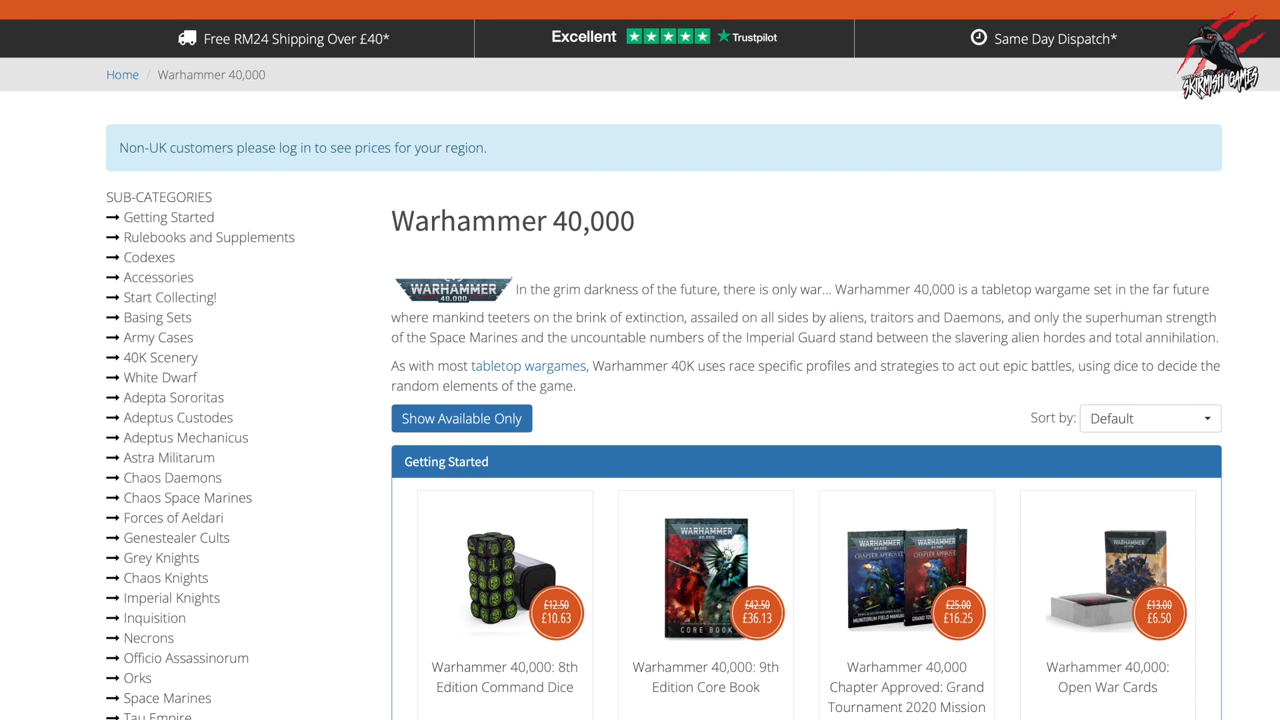 Free RM24 Shipping Over £40*
Excellent
Trustpilot
Same Day Dispatch*
SKIRMISH GAMES
Home / Warhammer 40,000
Non-UK customers please log in to see prices for your region.
SUB-CATEGORIES
Getting Started
Rulebooks and Supplements
Codexes
Accessories
Start Collecting!
Basing Sets
Army Cases
40K Scenery
White Dwarf
Adepta Sororitas
Adeptus Custodes
Adeptus Mechanicus
Astra Militarum
Chaos Daemons
Chaos Space Marines
Forces of Aeldari
Genestealer Cults
Grey Knights
Chaos Knights
Imperial Knights
Inquisition
Necrons
Officio Assassinorum
Orks
Space Marines
Tau Empire
Warhammer 40,000
WARHAMMER
40,000
In the grim darkness of the future, there is only war... Warhammer 40,000 is a tabletop wargame set in the far future
where mankind teeters on the brink of extinction, assailed on all sides by aliens, traitors and Daemons, and only the superhuman strength
of the Space Marines and the uncountable numbers of the Imperial Guard stand between the slavering alien hordes and total annihilation.
As with most tabletop wargames, Warhammer 40K uses race specific profiles and strategies to act out epic battles, using dice to decide the
random elements of the game.
Show Available Only
Sort by: Default
Getting Started
£12.50
£10.63
Warhammer 40,000: 8th
Edition Command Dice
WARHAMMER
CORE BOOK
£42.50
£36.13
Warhammer 40,000: 9th
Edition Core Book
WARHAMMER
CHAPTER APPROVED
MUNITORUM FIELD MANUAL
WARHAMMER
CHAPTER APPROVED
£25.00
£16.25
Warhammer 40,000
Chapter Approved: Grand
Tournament 2020 Mission
WARHAMMER
£13.00
£6.50
Warhammer 40,000:
Open War Cards